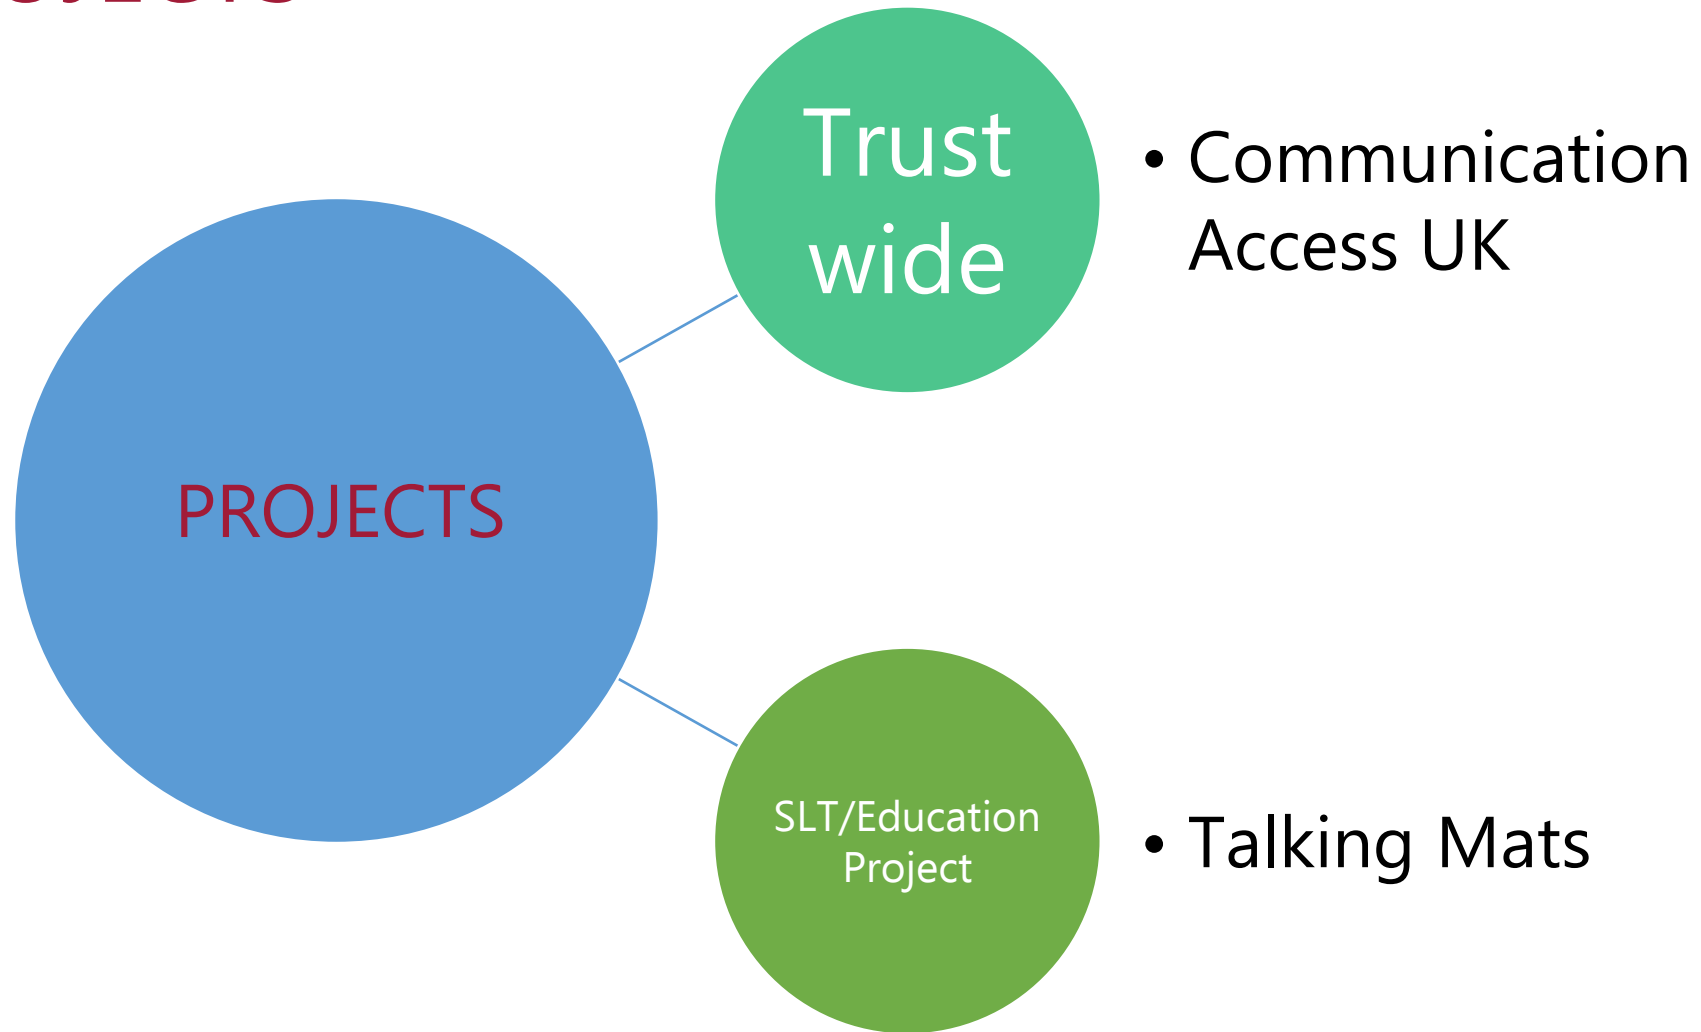 Trust
wide
• Communication
Access UK
PROJECTS
SLT/Education
Project
• Talking Mats